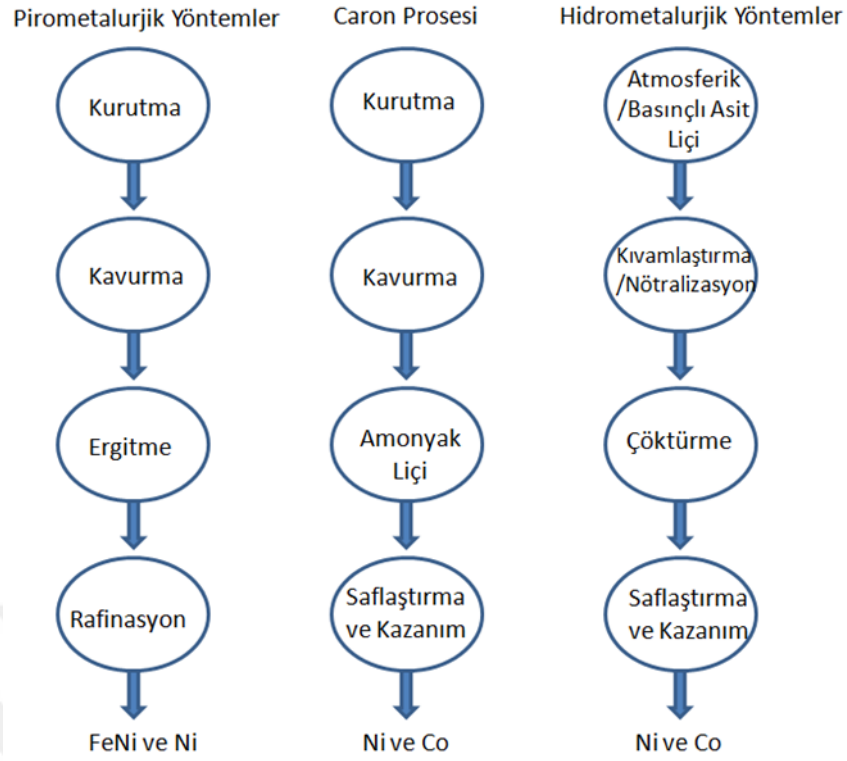 Pirometalurjik Yöntemler
Kurutma
Kavurma
Ergitme
Rafinasyon
FeNi ve Ni
Caron Prosesi
Kurutma
Kavurma
Amonyak
Liçi
Saflaştırma
ve Kazanım
Ni ve Co
Hidrometalurjik Yöntemler
Atmosferik
/Basınçlı Asit
Liçi
Kıvamlaştırma
/Nötralizasyon
Çöktürme
Saflaştırma
ve Kazanım
Ni ve Co